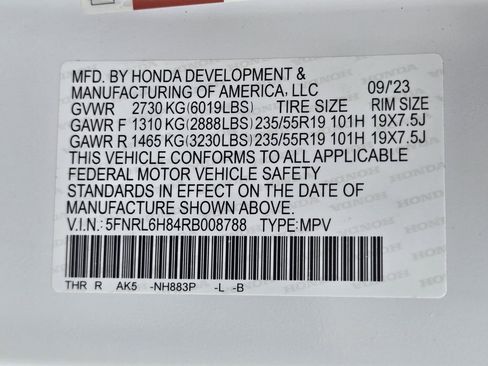 MFD. BY HONDA DEVELOPMENT &
MANUFACTURING OF AMERICA, LLC 09/'23
GVWR 2730 KG(6019LBS) TIRE SIZE RIM SIZE
GAWR F 1310 KG(2888LBS) 235/55R19 101H 19X7.5J
GAWR R 1465 KG(3230LBS) 235/55R19 101H 19X7.5J
THIS VEHICLE CONFORMS TO ALL APPLICABLE
FEDERAL MOTOR VEHICLE SAFETY
STANDARDS IN EFFECT ON THE DATE OF
MANUFACTURE SHOWN ABOVE.
V.I.N.: 5FNRL6H84RB008788 TYPE: MPV
THR R AK5 -NH883P -L -B